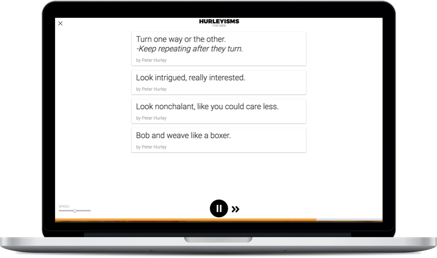 HURLEYISMS
Turn one way or the other.
-Keep repeating after they turn.
by Peter Hurley
Look intrigued, really interested.
by Peter Hurley
Look nonchalant, like you could care less.
by Peter Hurley
Bob and weave like a boxer.
by Peter Hurley